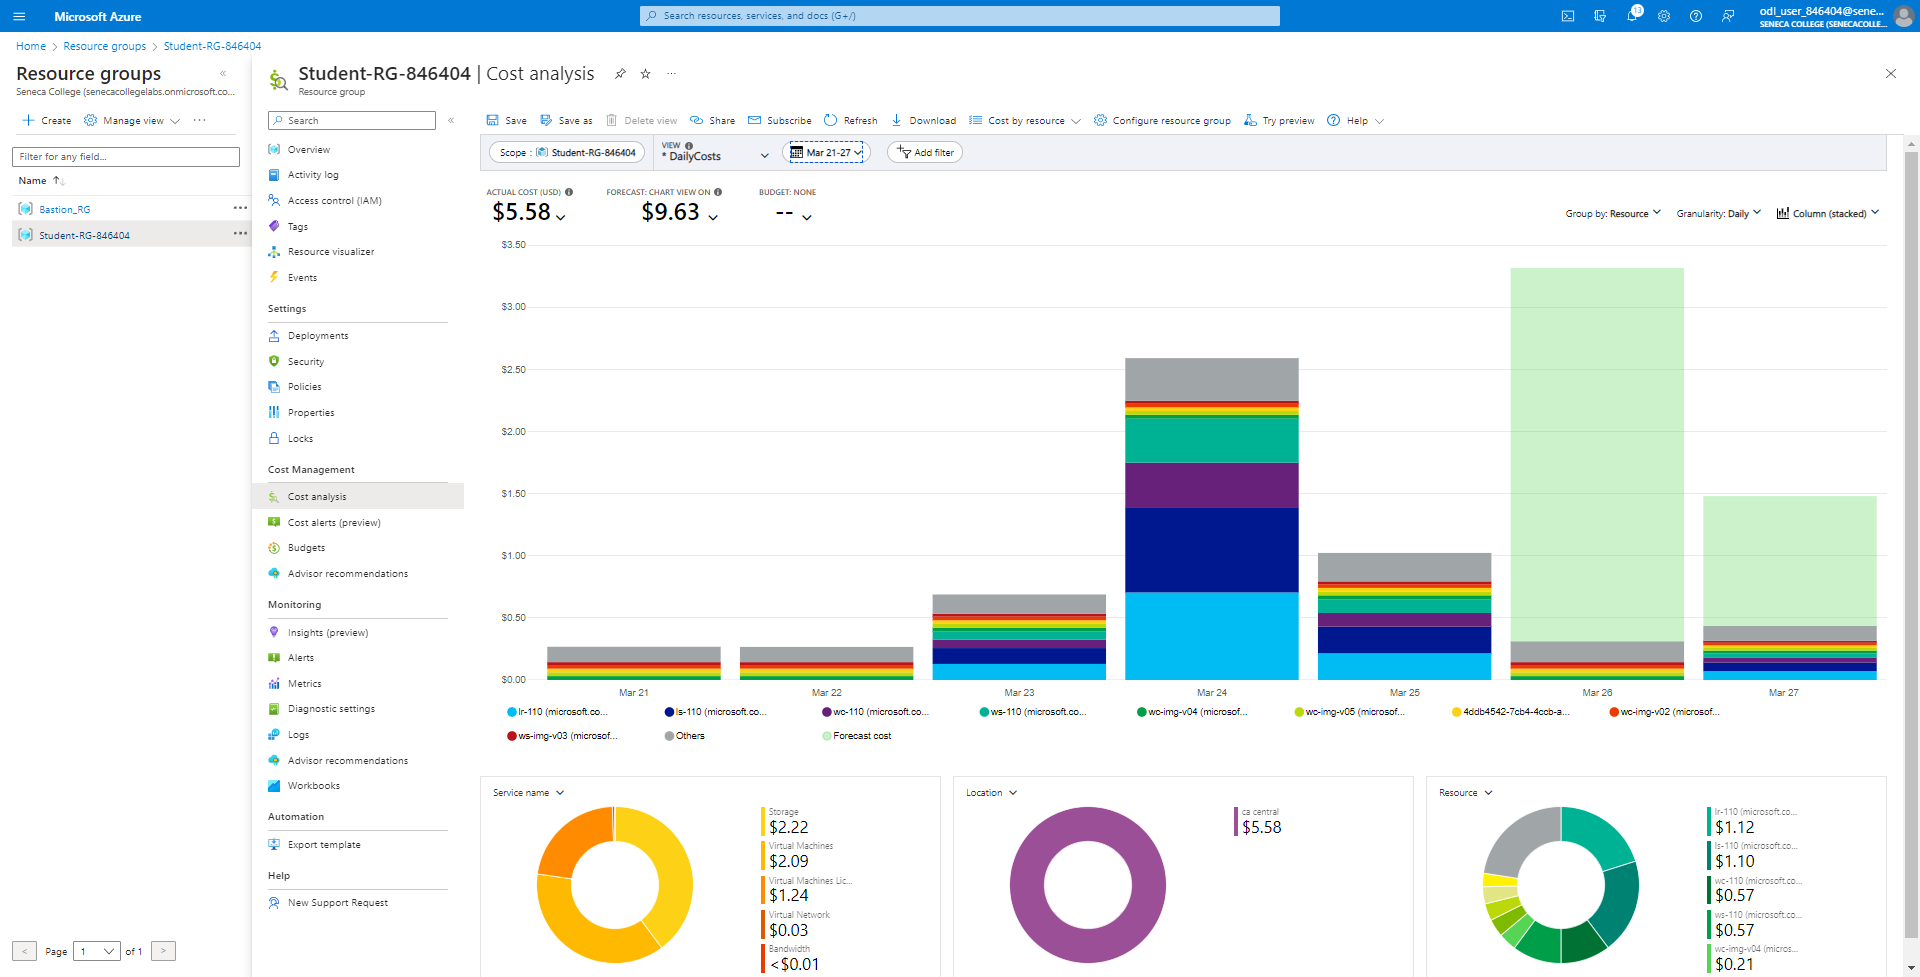 Microsoft Azure
Search resources, services, and docs (G+/)
13
odl_user_846404@sene...
SENECA COLLEGE (SENECACOLLE...
Home > Resource groups > Student-RG-846404
Resource groups
Seneca College (senecacollegelabs.onmicrosoft.co...
+ Create Manage view ...
Filter for any field...
Name ↑↓
Bastion_RG ...
Student-RG-846404 ...
< Page 1 of 1 >
Student-RG-846404 | Cost analysis ...
Resource group
Search
Overview
Activity log
Access control (IAM)
Tags
Resource visualizer
Events
Settings
Deployments
Security
Policies
Properties
Locks
Cost Management
Cost analysis
Cost alerts (preview)
Budgets
Advisor recommendations
Monitoring
Insights (preview)
Alerts
Metrics
Diagnostic settings
Logs
Advisor recommendations
Workbooks
Automation
Export template
Help
New Support Request
Save Save as Delete view Share Subscribe Refresh Download Cost by resource Configure resource group Try preview Help
Scope : Student-RG-846404
VIEW
* DailyCosts
Mar 21-27
Add filter
ACTUAL COST (USD)
$5.58
FORECAST: CHART VIEW ON
$9.63
BUDGET: NONE
--
Group by: Resource Granularity: Daily Column (stacked)
$3.50
$3.00
$2.50
$2.00
$1.50
$1.00
$0.50
$0.00
Mar 21 Mar 22 Mar 23 Mar 24 Mar 25 Mar 26 Mar 27
lr-110 (microsoft.co... ls-110 (microsoft.co... wc-110 (microsoft.co... ws-110 (microsoft.co... wc-img-v04 (microsof... wc-img-v05 (microsof... 4ddb4542-7cb4-4ccb-a... wc-img-v02 (microsof...
ws-img-v03 (microsof... Others Forecast cost
Service name
Storage
$2.22
Virtual Machines
$2.09
Virtual Machines Lic...
$1.24
Virtual Network
$0.03
Bandwidth
<$0.01
Location
ca central
$5.58
Resource
lr-110 (microsoft.co...
$1.12
ls-110 (microsoft.co...
$1.10
wc-110 (microsoft.co...
$0.57
ws-110 (microsoft.co...
$0.57
wc-img-v04 (micros...
$0.21